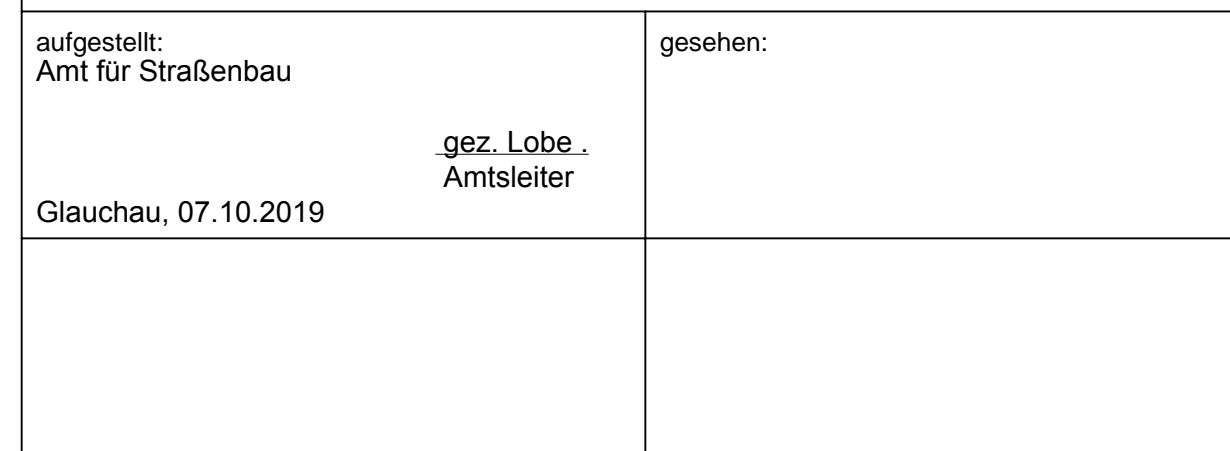 aufgestellt:
Amt für Straßenbau
gez. Lobe .
Amtsleiter
Glauchau, 07.10.2019
gesehen: